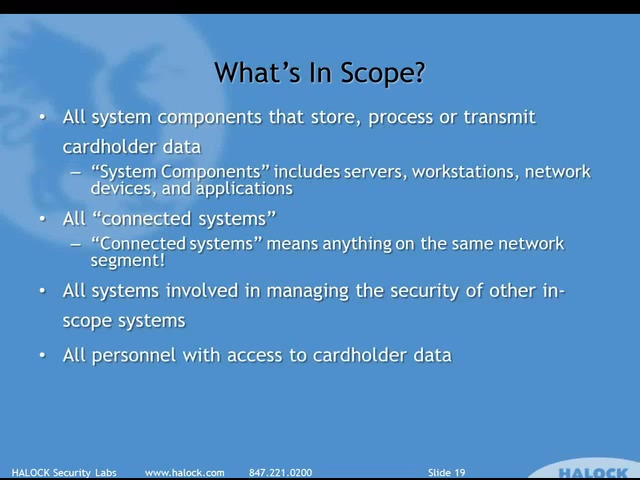 What’s In Scope?
• All system components that store, process or transmit
cardholder data
– “System Components” includes servers, workstations, network
devices, and applications
• All “connected systems”
– “Connected systems” means anything on the same network
segment!
• All systems involved in managing the security of other in-
scope systems
• All personnel with access to cardholder data
HALOCK Security Labs www.halock.com 847.221.0200 Slide 19
HALOCK